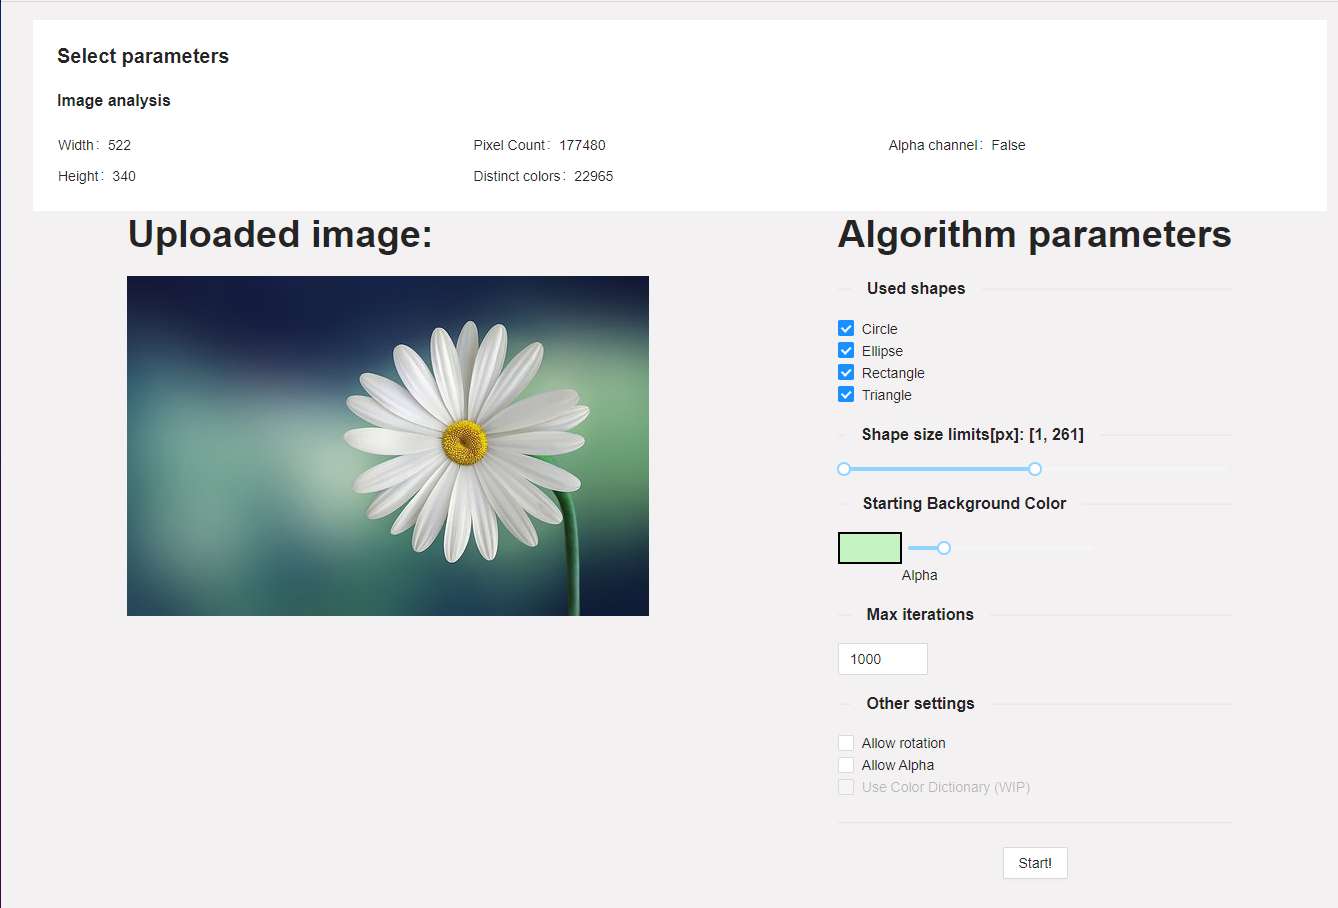 Select parameters
Image analysis
Width: 522
Pixel Count: 177480
Alpha channel: False
Height: 340
Distinct colors: 22965
Uploaded image:
Algorithm parameters
Used shapes
Circle
Ellipse
Rectangle
Triangle
Shape size limits[px]: [1, 261]
Starting Background Color
Alpha
Max iterations
1000
Other settings
Allow rotation
Allow Alpha
Use Color Dictionary (WIP)
Start!